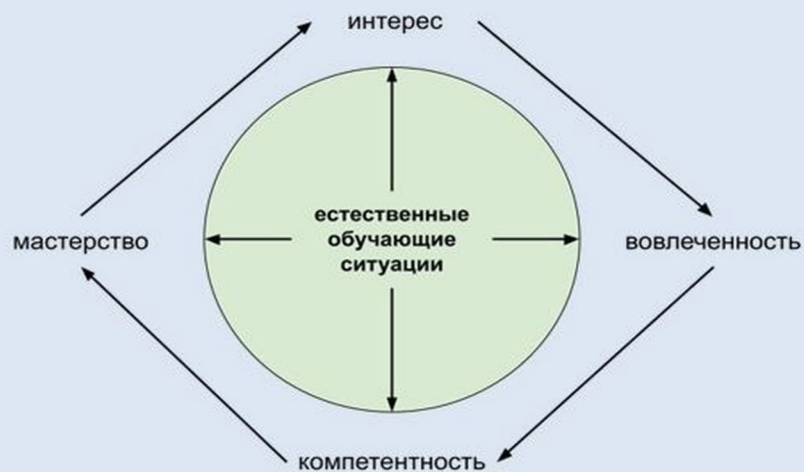 интерес
естественные
обучающие
ситуации
мастерство
вовлеченность
компетентность